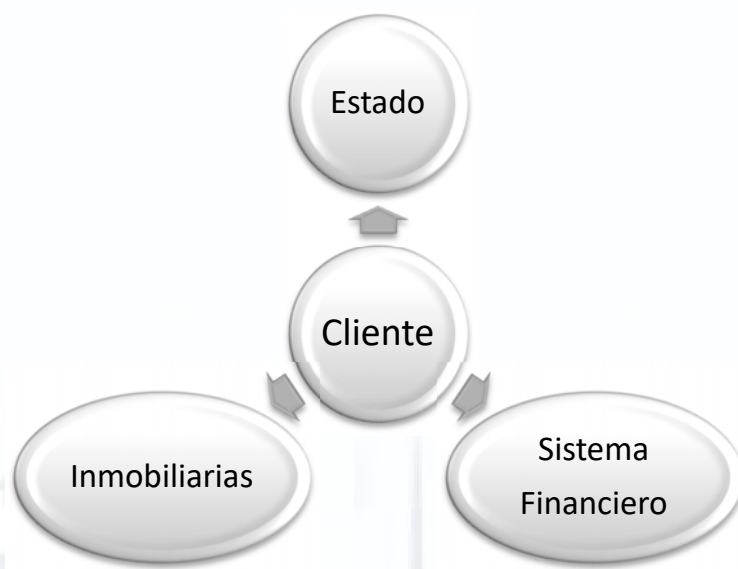 Estado
Cliente
Inmobiliarias
Sistema
Financiero